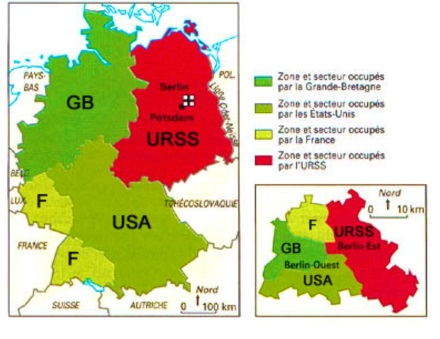 PAYS-
BAS
GB
POL.
Berlin
Potsdam
Ligne Oder-Neisse
URSS
BELG
LUX
F
USA
TCHÉCOSLOVAQUIE
FRANCE
F
SUISSE
AUTRICHE
Nord
0 100 km
Zone et secteur occupés
par la Grande-Bretagne
Zone et secteur occupés
par les États-Unis
Zone et secteur occupés
par la France
Zone et secteur occupés
par l'URSS
Nord
0 10 km
F
URSS
GB
Berlin-Est
Berlin-Ouest
USA